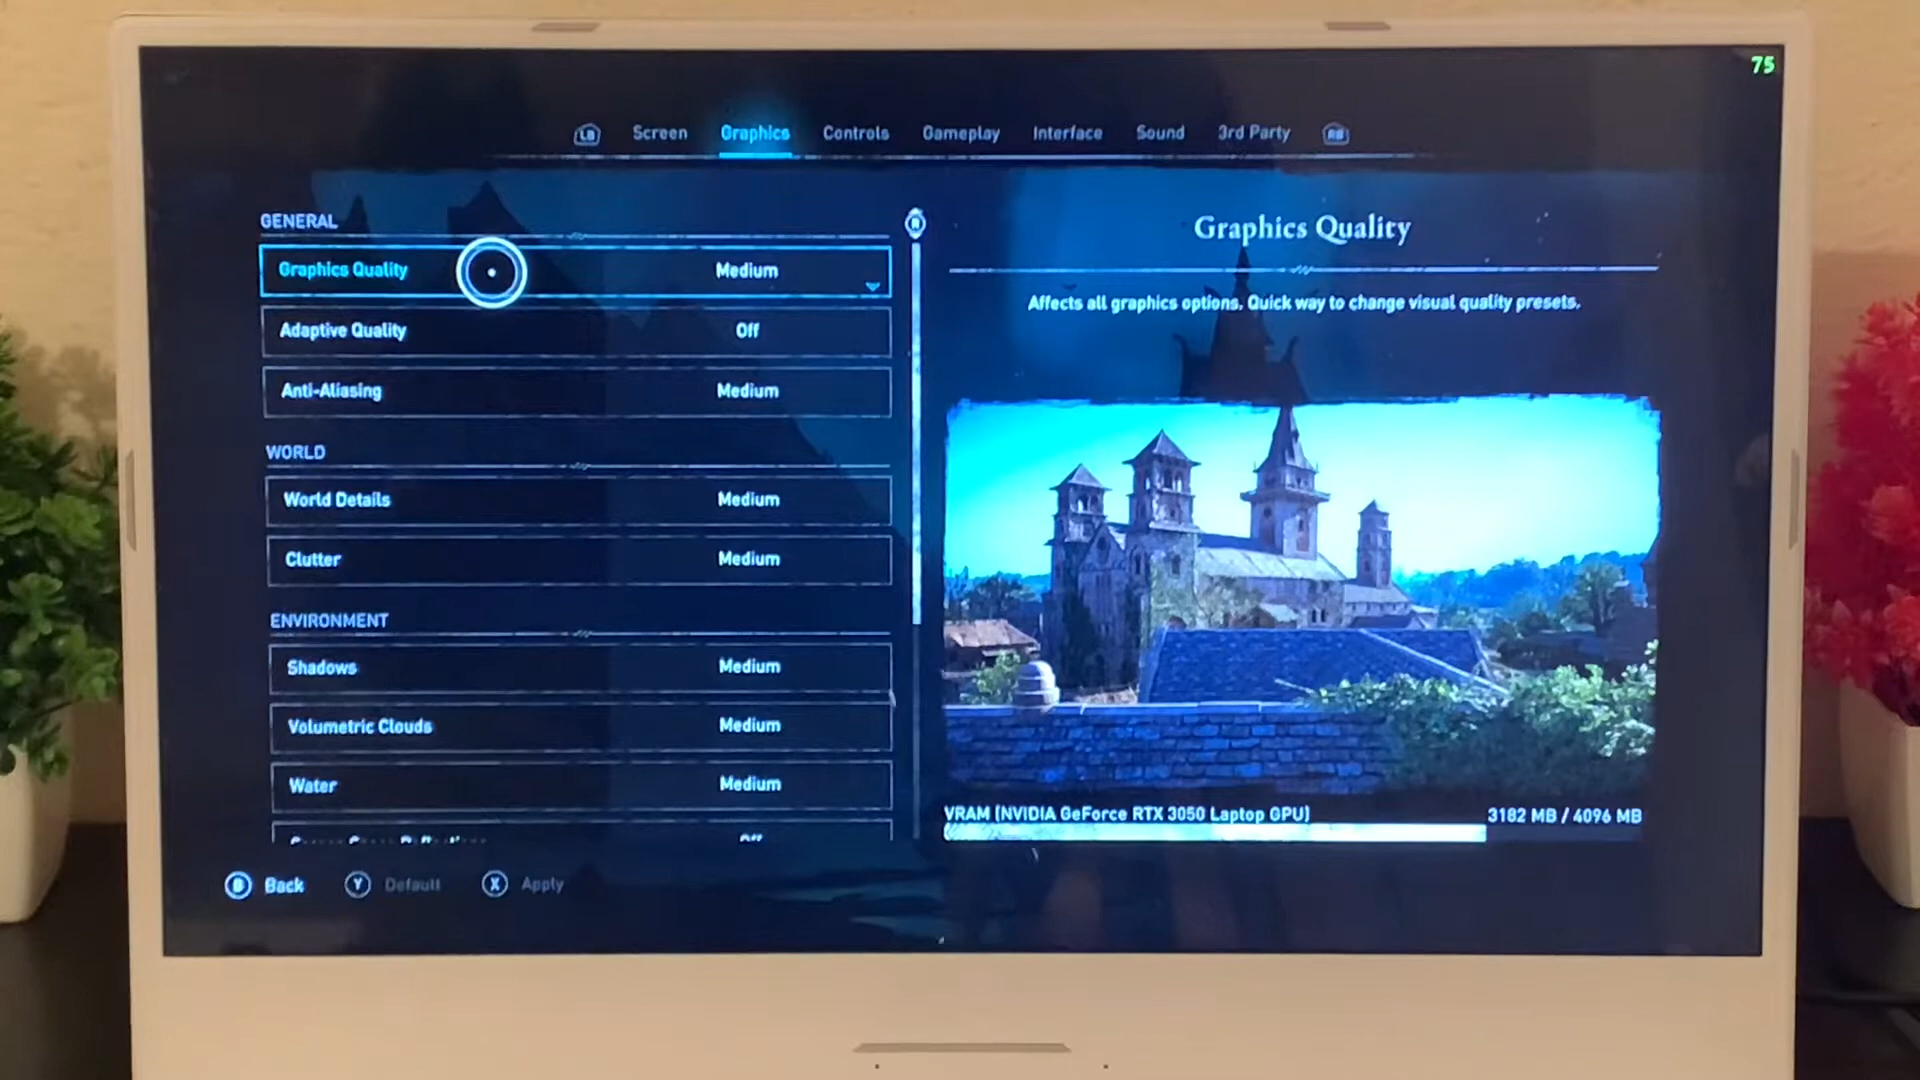 75
LB Screen Graphics Controls Gameplay Interface Sound 3rd Party RB
GENERAL
Graphics Quality Medium
Adaptive Quality Off
Anti-Aliasing Medium
WORLD
World Details Medium
Clutter Medium
ENVIRONMENT
Shadows Medium
Volumetric Clouds Medium
Water Medium
Off
B Back Y Default X Apply
R
Graphics Quality
Affects all graphics options. Quick way to change visual quality presets.
VRAM (NVIDIA GeForce RTX 3050 Laptop GPU) 3182 MB / 4096 MB